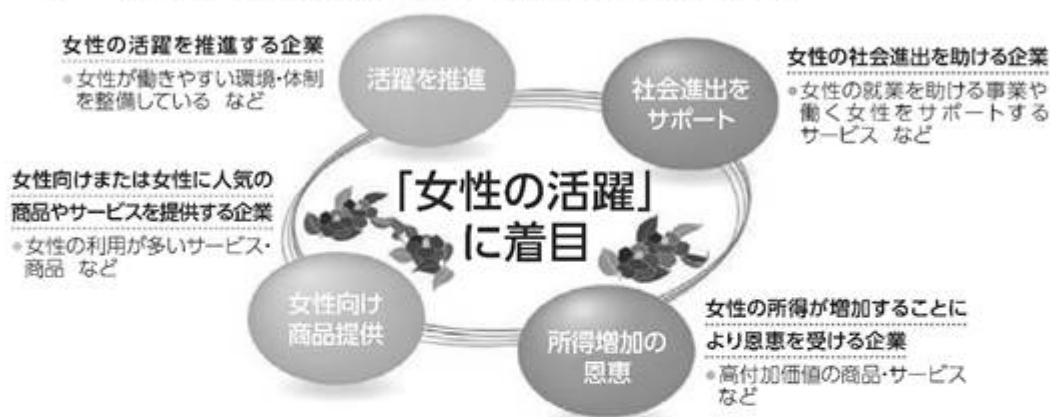 女性の活躍を推進する企業
●女性が働きやすい環境・体制
を整備している など
活躍を推進
社会進出を
サポート
女性の社会進出を助ける企業
●女性の就業を助ける事業や
働く女性をサポートする
サービス など
女性向けまたは女性に人気の
商品やサービスを提供する企業
●女性の利用が多いサービス・
商品 など
「女性の活躍」
に着目
女性向け
商品提供
所得増加の
恩恵
女性の所得が増加することに
より恩恵を受ける企業
●高付加価値の商品・サービス
など